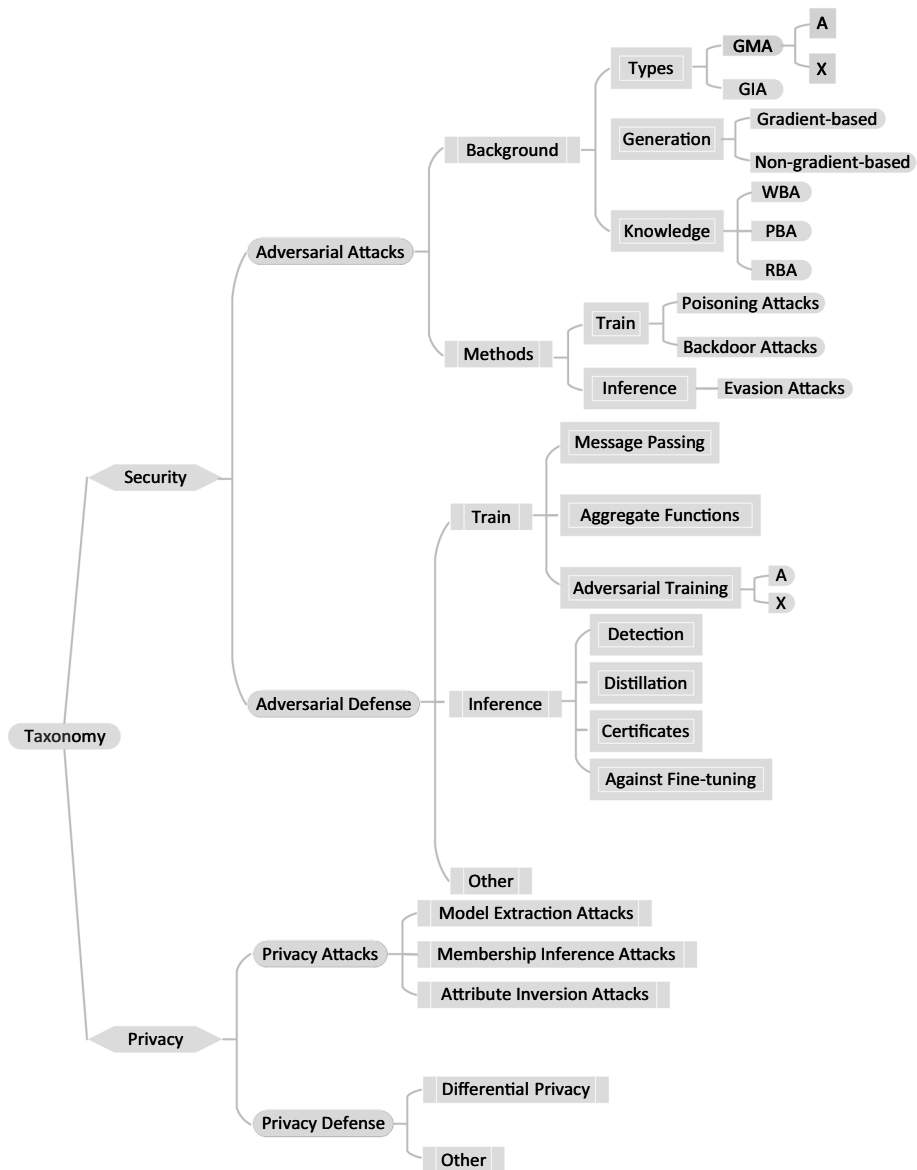 A
GMA
Types
X
GIA
Gradient-based
Generation
Background
Non-gradient-based
WBA
Knowledge
PBA
Adversarial Attacks
RBA
Poisoning Attacks
Train
Backdoor Attacks
Methods
Inference
Evasion Attacks
Message Passing
Security
Train
Aggregate Functions
A
Adversarial Training
X
Detection
Distillation
Adversarial Defense
Inference
Certificates
Taxonomy
Against Fine-tuning
Other
Model Extraction Attacks
Privacy Attacks
Membership Inference Attacks
Attribute Inversion Attacks
Privacy
Differential Privacy
Privacy Defense
Other